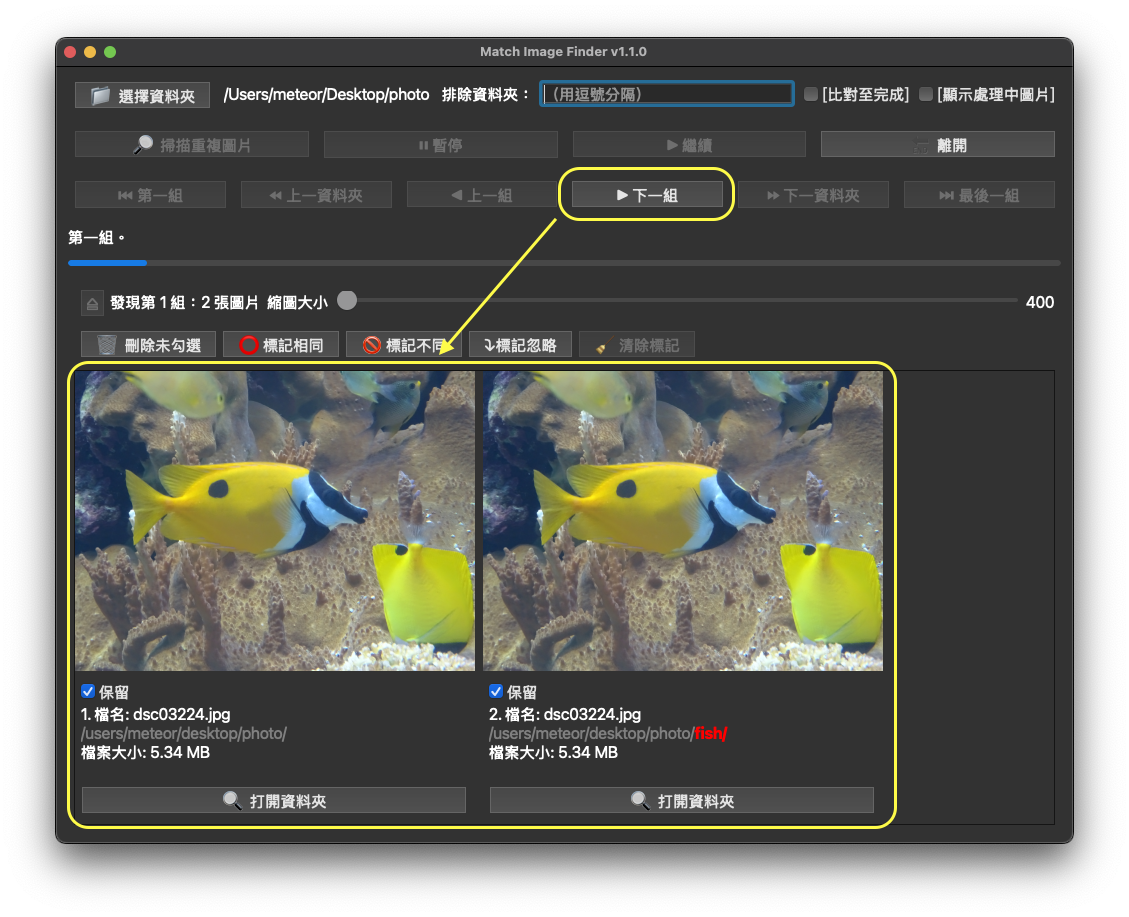 Match Image Finder v1.1.0
選擇資料夾 /Users/meteor/Desktop/photo 排除資料夾： （用逗號分隔） [比對至完成] [顯示處理中圖片]
掃描重複圖片 暫停 繼續 離開
第一組 上一資料夾 上一組 下一組 下一資料夾 最後一組
第一組。
發現第 1 組：2 張圖片 縮圖大小 400
刪除未勾選 標記相同 標記不同 標記忽略 清除標記
保留 保留
1. 檔名: dsc03224.jpg 2. 檔名: dsc03224.jpg
/users/meteor/desktop/photo/ /users/meteor/desktop/photo/fish/
檔案大小: 5.34 MB 檔案大小: 5.34 MB
打開資料夾 打開資料夾